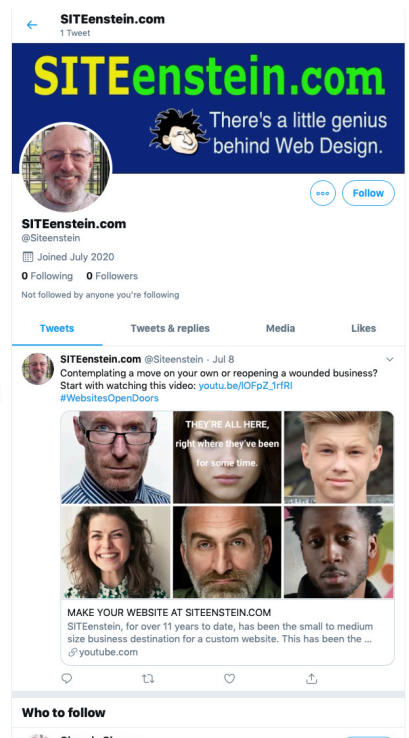 SITEenstein.com
1 Tweet
SITEenstein.com
There's a little genius
behind Web Design.
Follow
SITEenstein.com
@Siteenstein
Joined July 2020
0 Following 0 Followers
Not followed by anyone you're following
Tweets Tweets & replies Media Likes
SITEenstein.com @Siteenstein · Jul 8
Contemplating a move on your own or reopening a wounded business?
Start with watching this video: youtu.be/lOFpZ_1rfRI
#WebsitesOpenDoors
THEY'RE ALL HERE,
right where they've been
for some time.
MAKE YOUR WEBSITE AT SITEENSTEIN.COM
SITEenstein, for over 11 years to date, has been the small to medium
size business destination for a custom website. This has been the ...
youtube.com
Who to follow